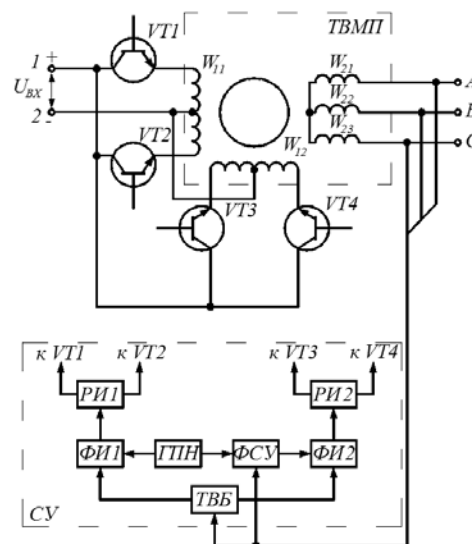 VT1
ТВМП
1 +
W11
W21
A
UВХ
W22
B
2 -
W23
C
VT2
W12
VT3
VT4
к VT1
к VT2
к VT3
к VT4
РИ1
РИ2
ФИ1
ГПН
ФСУ
ФИ2
ТВБ
СУ